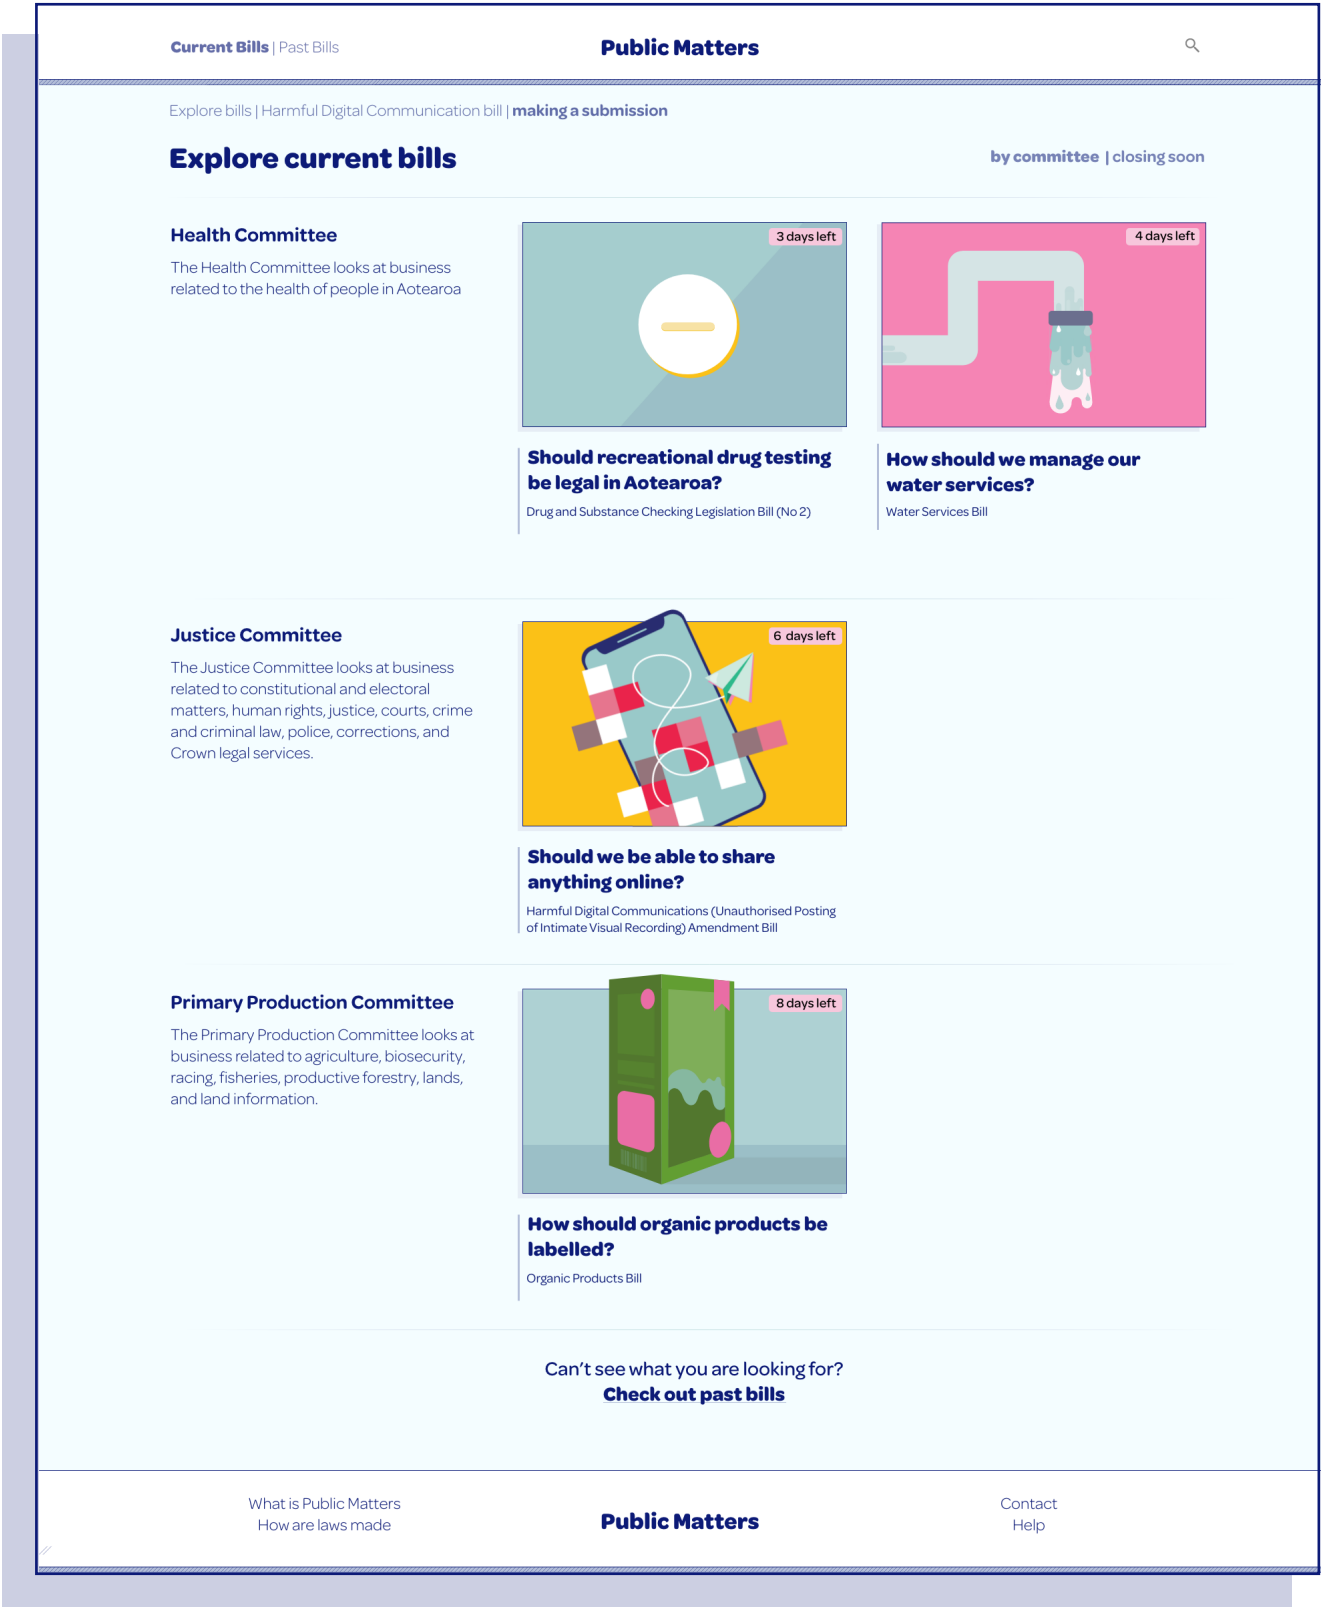 Current Bills | Past Bills
Public Matters
Explore bills | Harmful Digital Communication bill | making a submission
Explore current bills
by committee | closing soon
Health Committee
The Health Committee looks at business
related to the health of people in Aotearoa
3 days left
Should recreational drug testing
be legal in Aotearoa?
Drug and Substance Checking Legislation Bill (No 2)
4 days left
How should we manage our
water services?
Water Services Bill
Justice Committee
The Justice Committee looks at business
related to constitutional and electoral
matters, human rights, justice, courts, crime
and criminal law, police, corrections, and
Crown legal services.
6 days left
Should we be able to share
anything online?
Harmful Digital Communications (Unauthorised Posting
of Intimate Visual Recording) Amendment Bill
Primary Production Committee
The Primary Production Committee looks at
business related to agriculture, biosecurity,
racing, fisheries, productive forestry, lands,
and land information.
8 days left
How should organic products be
labelled?
Organic Products Bill
Can't see what you are looking for?
Check out past bills
What is Public Matters
How are laws made
Public Matters
Contact
Help